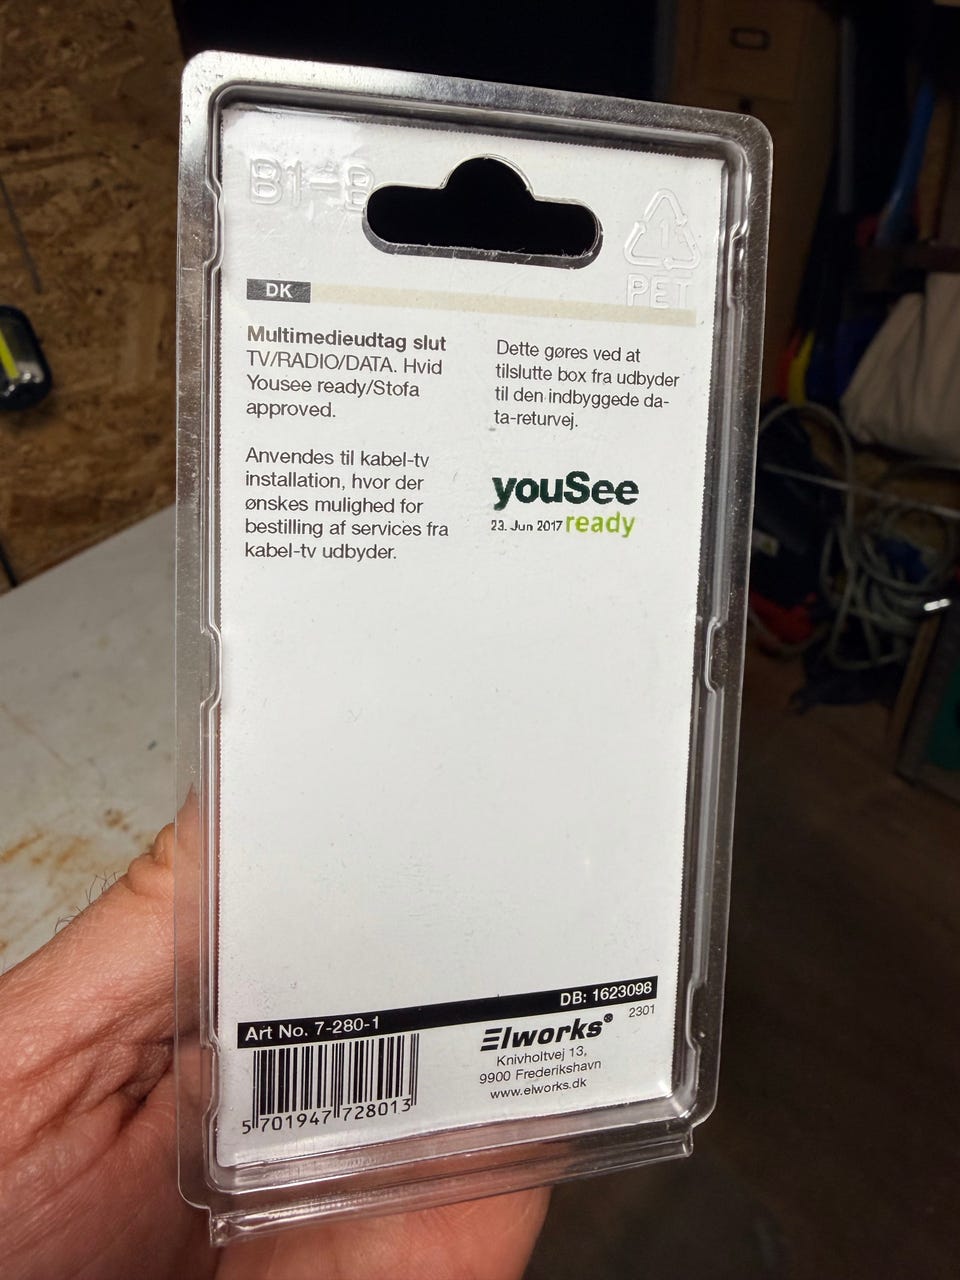 B1-B
1
PET
DK
Multimedieudtag slut
TV/RADIO/DATA. Hvid
Yousee ready/Stofa
approved.
Anvendes til kabel-tv
installation, hvor der
ønskes mulighed for
bestilling af services fra
kabel-tv udbyder.
Dette gøres ved at
tilslutte box fra udbyder
til den indbyggede da-
ta-returvej.
youSee
23. Jun 2017 ready
Art No. 7-280-1
DB: 1623098
2301
Elworks®
Knivholtvej 13,
9900 Frederikshavn
www.elworks.dk
5 701947 728013